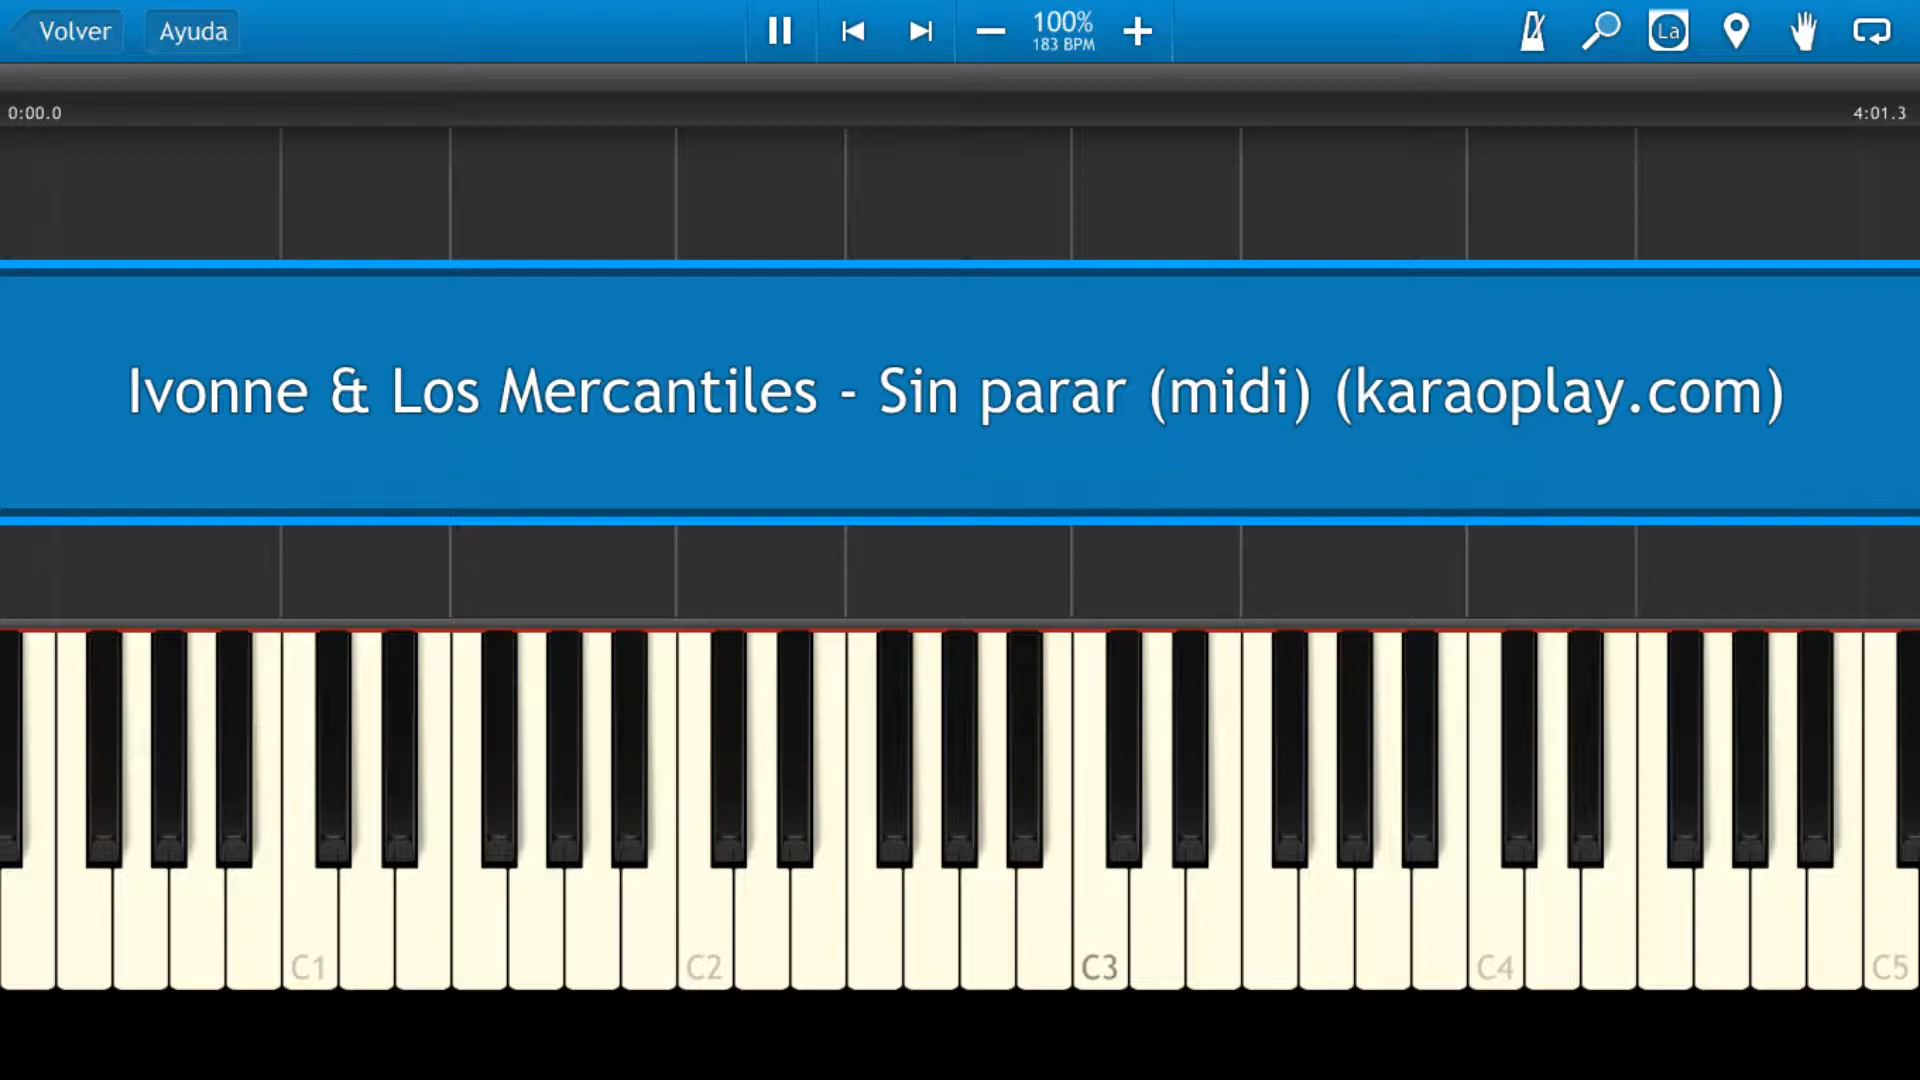 Volver
Ayuda
100%
183 BPM
La
0:00.0
4:01.3
Ivonne & Los Mercantiles - Sin parar (midi) (karaoplay.com)
C1
C2
C3
C4
C5